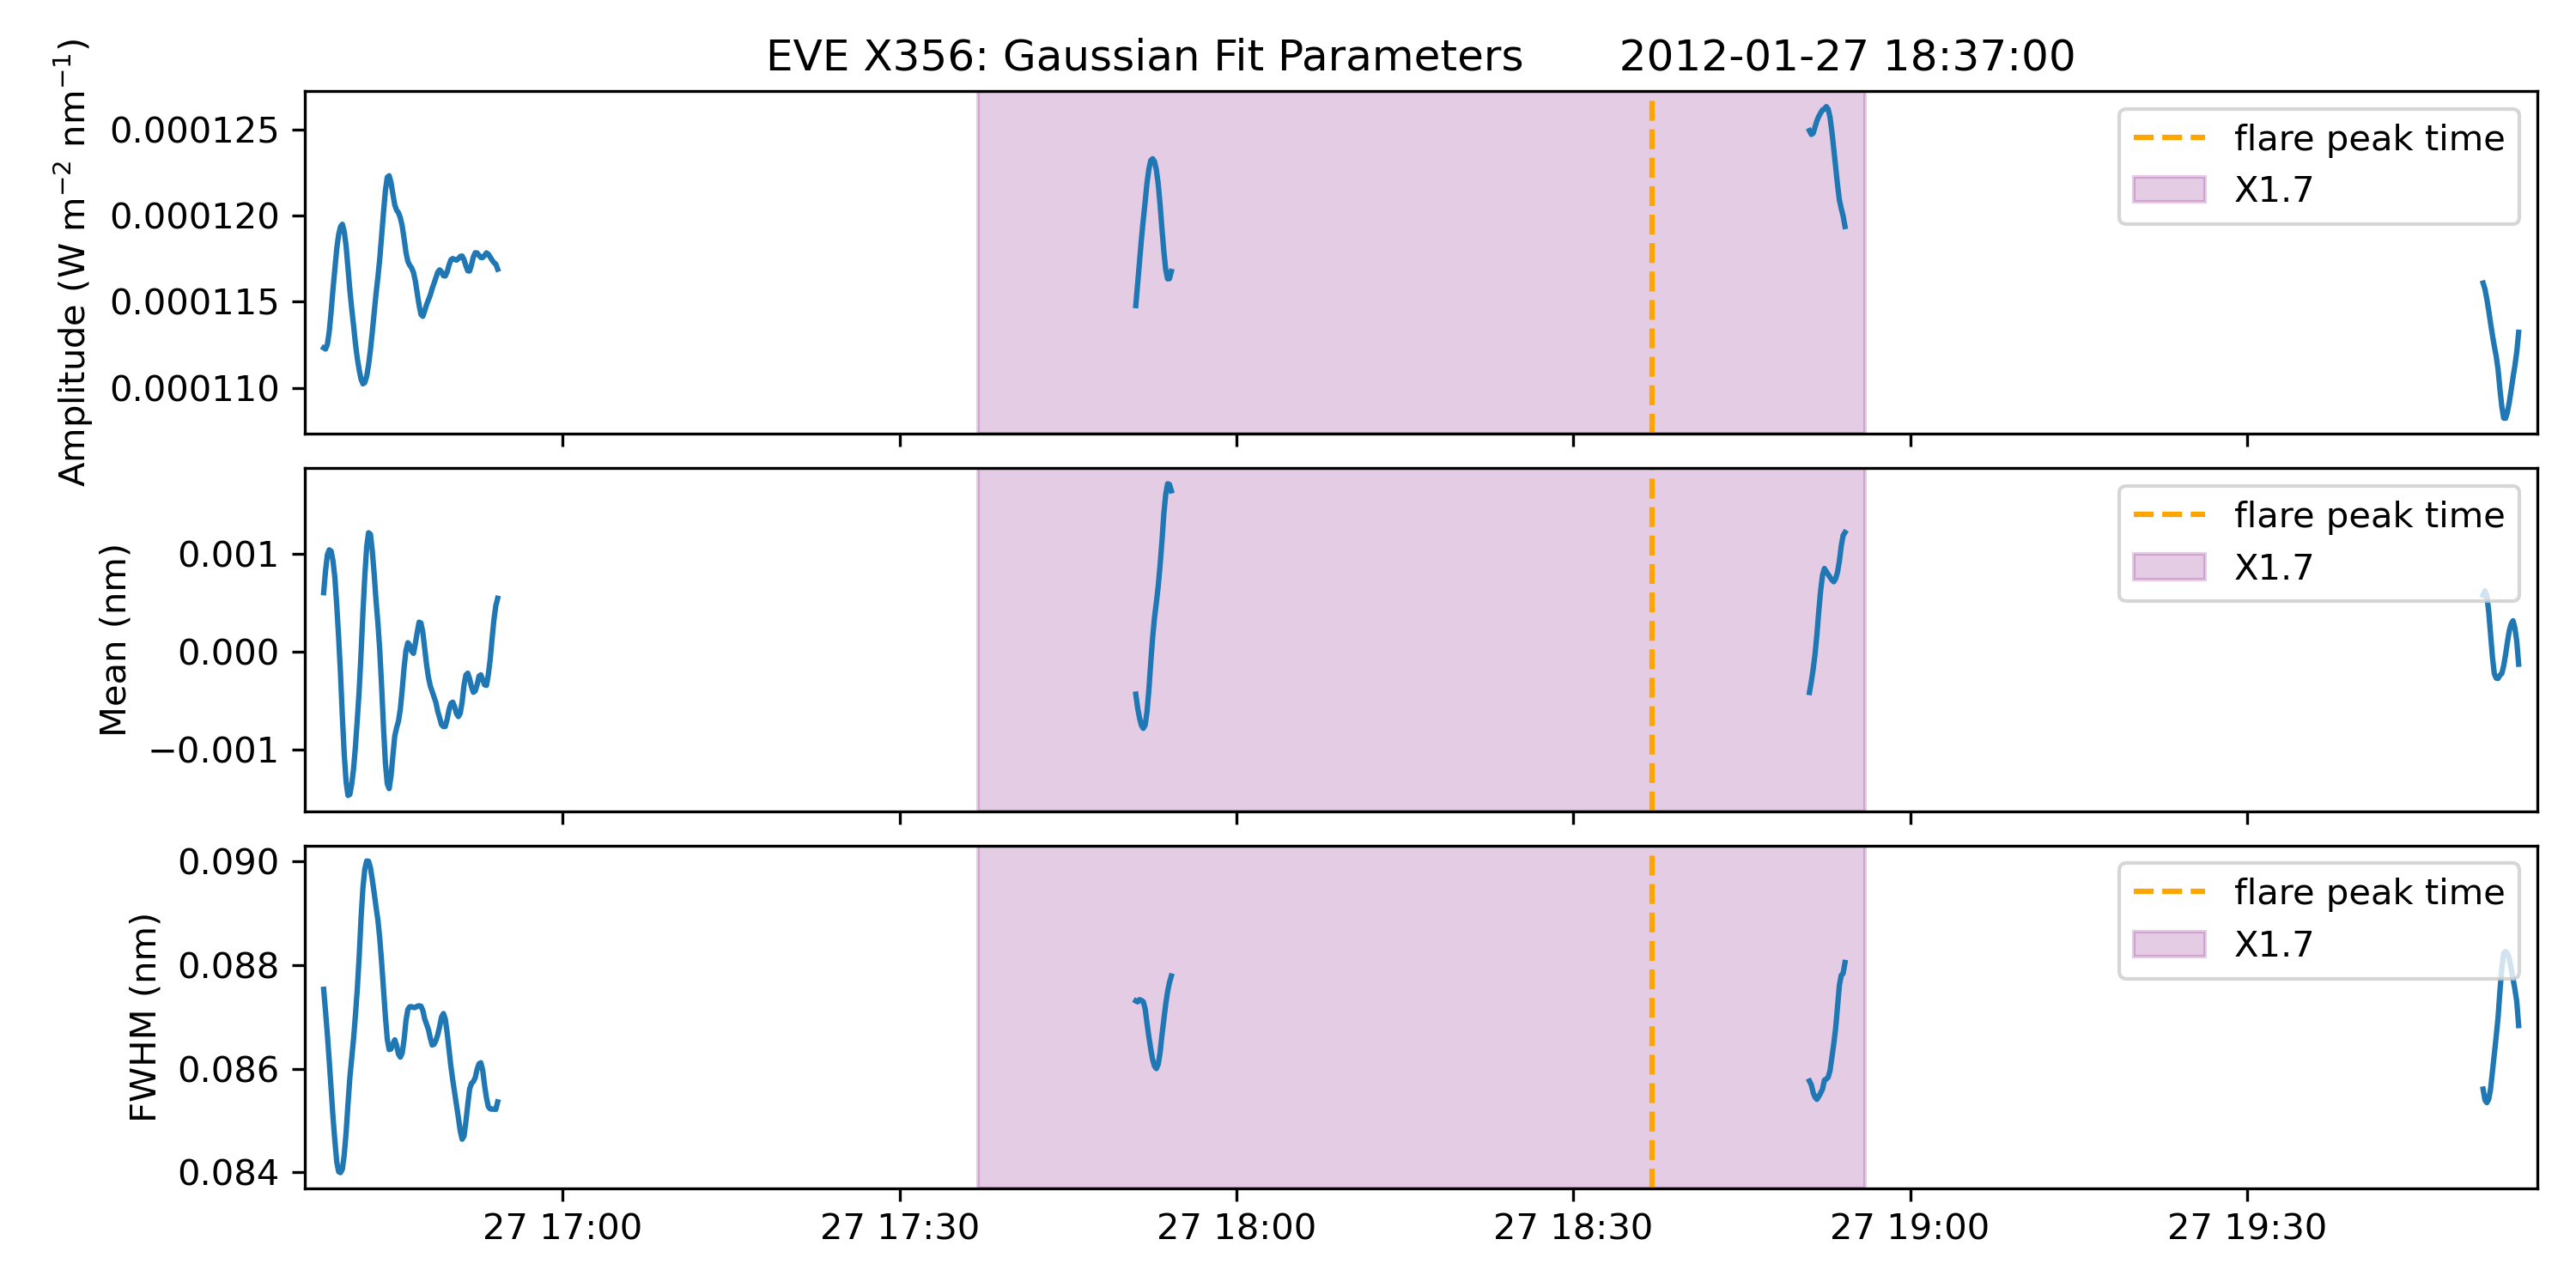 EVE X356: Gaussian Fit Parameters 2012-01-27 18:37:00
Amplitude (W m⁻² nm⁻¹)
0.000125
0.000120
0.000115
0.000110
flare peak time
X1.7
Mean (nm)
0.001
0.000
−0.001
flare peak time
X1.7
FWHM (nm)
0.090
0.088
0.086
0.084
flare peak time
X1.7
27 17:00 27 17:30 27 18:00 27 18:30 27 19:00 27 19:30